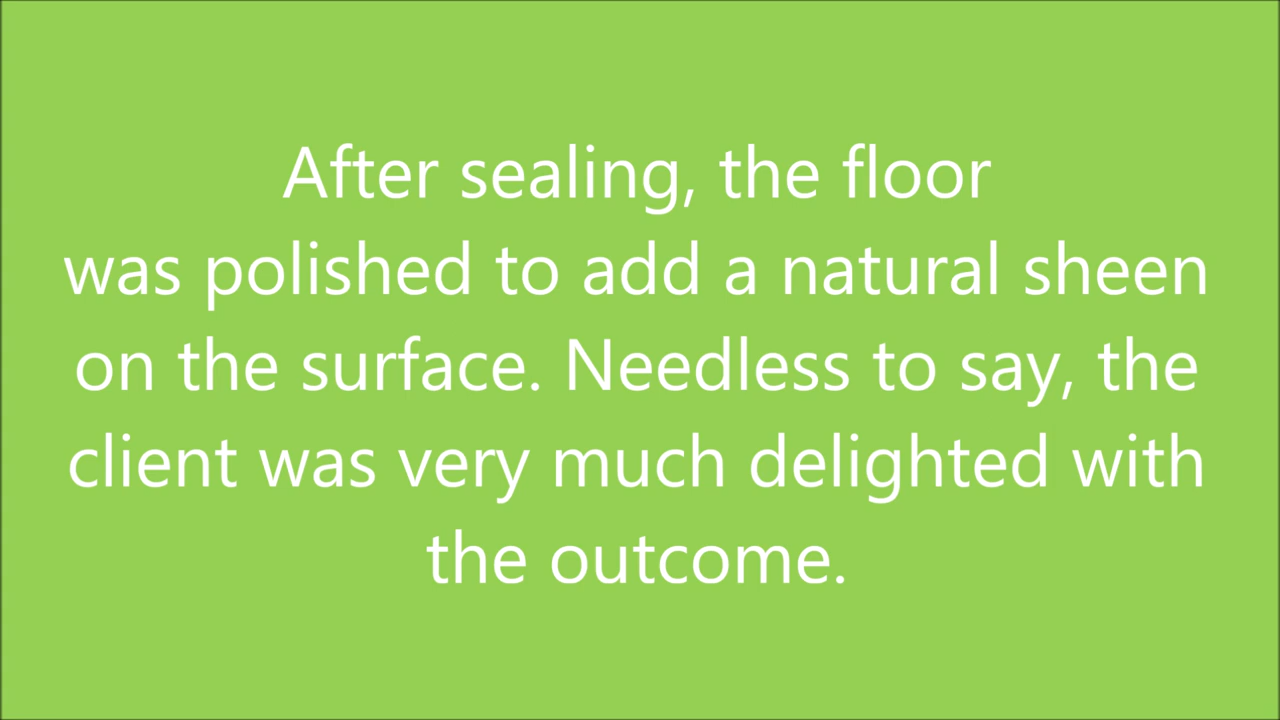 After sealing, the floor
was polished to add a natural sheen
on the surface. Needless to say, the
client was very much delighted with
the outcome.